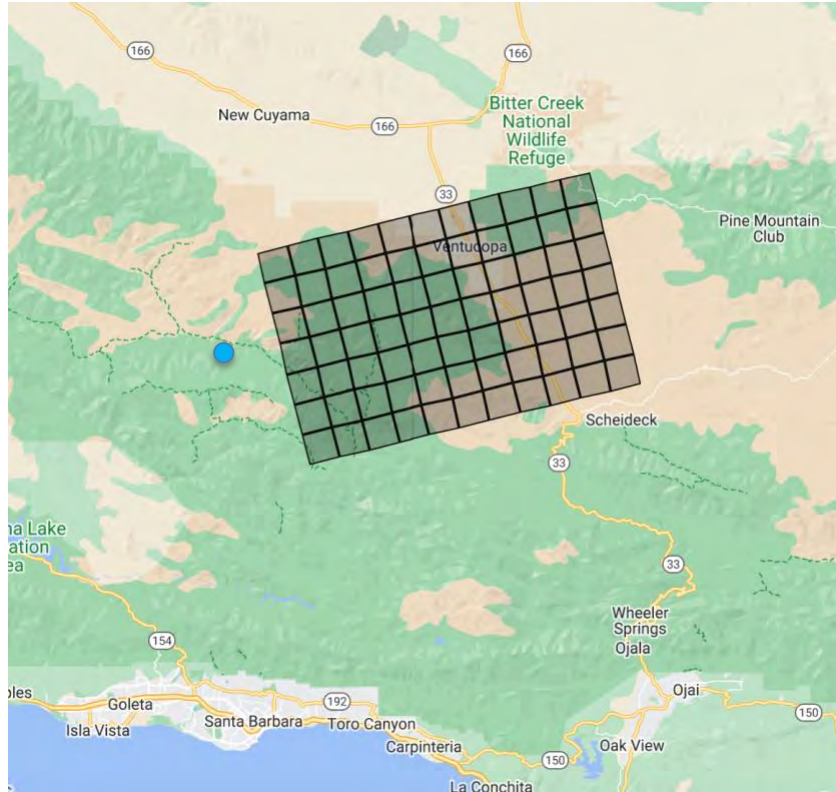 166
166
New Cuyama
166
Bitter Creek
National
Wildlife
Refuge
33
Pine Mountain
Club
Ventucopa
Scheideck
33
na Lake
ation
ea
33
Wheeler
Springs
Ojala
154
Ojai
oles
Goleta
192
150
Isla Vista
Santa Barbara
Toro Canyon
Carpinteria
Oak View
150
La Conchita